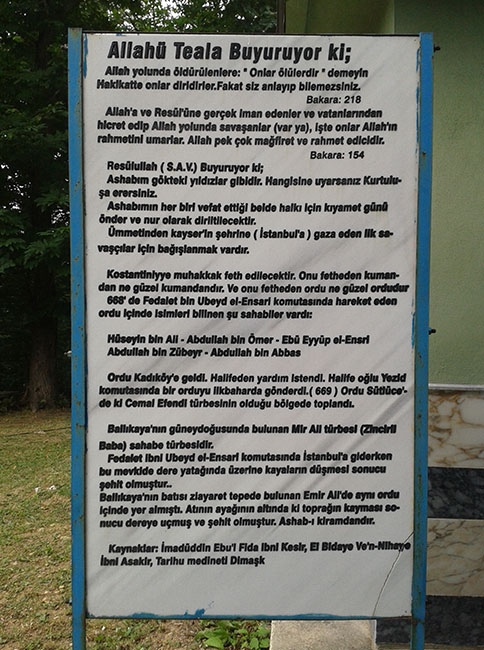 Allahü Teala Buyuruyor ki;
Allah yolunda öldürülenlere: " Onlar ölülerdir " demeyin
Hakikatte onlar diridirler.Fakat siz anlayıp bilemezsiniz.
Bakara: 218
Allah'a ve Resül'üne gerçek iman edenler ve vatanlarından
hicret edip Allah yolunda savaşanlar (var ya), işte onlar Allah'ın
rahmetini umarlar. Allah pek çok mağfiret ve rahmet edicidir.
Bakara: 154
Resülullah ( S.A.V.) Buyuruyor ki;
Ashabım gökteki yıldızlar gibidir. Hangisine uyarsanız Kurtulu-
şa erersiniz.
Ashabımın her biri vefat ettiği belde halkı için kıyamet günü
önder ve nur olarak diriltilecektir.
Ümmetinden kayser'in şehrine ( İstanbul'a ) gaza eden ilk sa-
vaşçılar için bağışlanmak vardır.
Kostantiniyye muhakkak feth edilecektir. Onu fetheden kuman-
dan ne güzel kumandandır. Ve onu fetheden ordu ne güzel ordudur
668' de Fedalet bin Ubeyd el-Ensari komutasında hareket eden
ordu içinde isimleri bilinen şu sahabiler vardı:
Hüseyin bin Ali - Abdullah bin Ömer - Ebü Eyyüp el-Ensri
Abdullah bin Zübeyr - Abdullah bin Abbas
Ordu Kadıköy'e geldi. Halifeden yardım istendi. Halife oğlu Yezid
komutasında bir orduyu ilkbaharda gönderdi.( 669 ) Ordu Sütlüce'-
de ki Cemal Efendi türbesinin olduğu bölgede toplandı.
Ballıkaya'nın güneydoğusunda bulunan Mir Ali türbesi (Zincirli
Baba) sahabe türbesidir.
Fedalet ibni Ubeyd el-Ensari komutasında İstanbul'a giderken
bu mevkide dere yatağında üzerine kayaların düşmesi sonucu
şehit olmuştur..
Ballıkaya'nın batısı ziayaret tepede bulunan Emir Ali'de aynı ordu
içinde yer almıştı. Atının ayağının altında ki toprağın kayması so-
nucu dereye uçmuş ve şehit olmuştur. Ashab-ı kiramdandır.
Kaynaklar: İmadüddin Ebu'l Fida ibni Kesir, El Bidaye Ve'n-Nihaye
İbni Asakir, Tarihu medineti Dimaşk